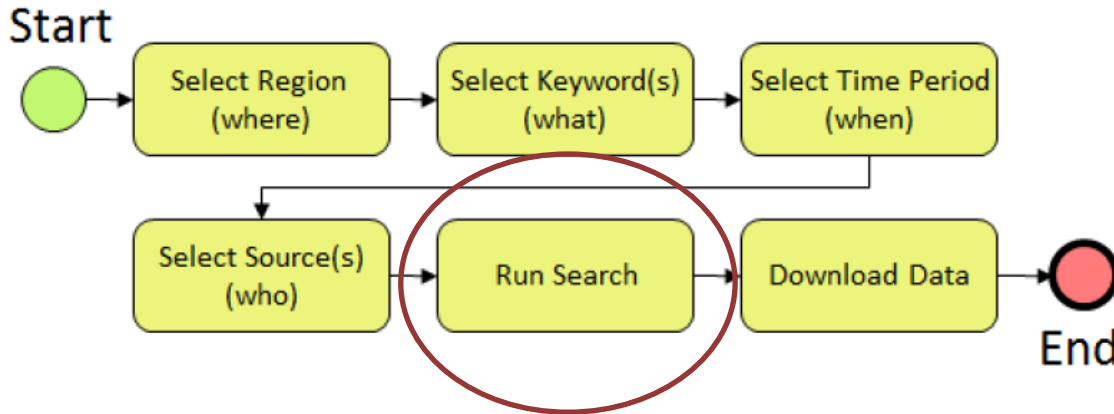 Start
Select Region
(where)
Select Keyword(s)
(what)
Select Time Period
(when)
Select Source(s)
(who)
Run Search
Download Data
End